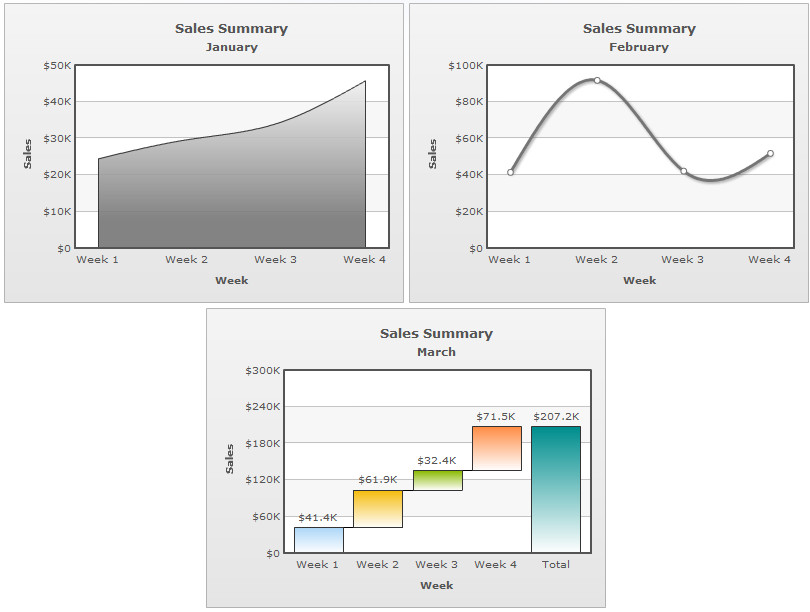 Sales Summary
January
$50K
$40K
$30K
$20K
$10K
$0
Sales
Week 1 Week 2 Week 3 Week 4
Week
Sales Summary
February
$100K
$80K
$60K
$40K
$20K
$0
Sales
Week 1 Week 2 Week 3 Week 4
Week
Sales Summary
March
$300K
$240K
$180K
$120K
$60K
$0
Sales
$41.4K
$61.9K
$32.4K
$71.5K
$207.2K
Week 1 Week 2 Week 3 Week 4 Total
Week